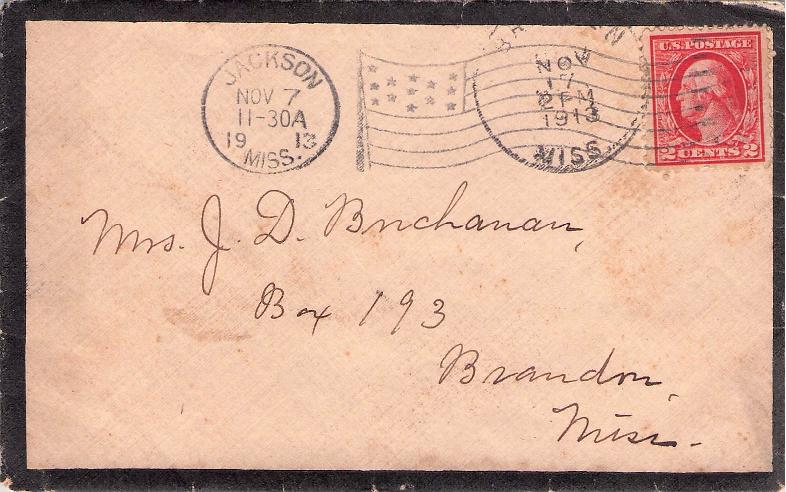 JACKSON
NOV 7
11-30A
19 13
MISS.
NOV
17
2PM
1913
MISS
U.S. POSTAGE
2 CENTS 2
Mrs. J. D. Buchanan,
Box 193
Brandon,
Miss.